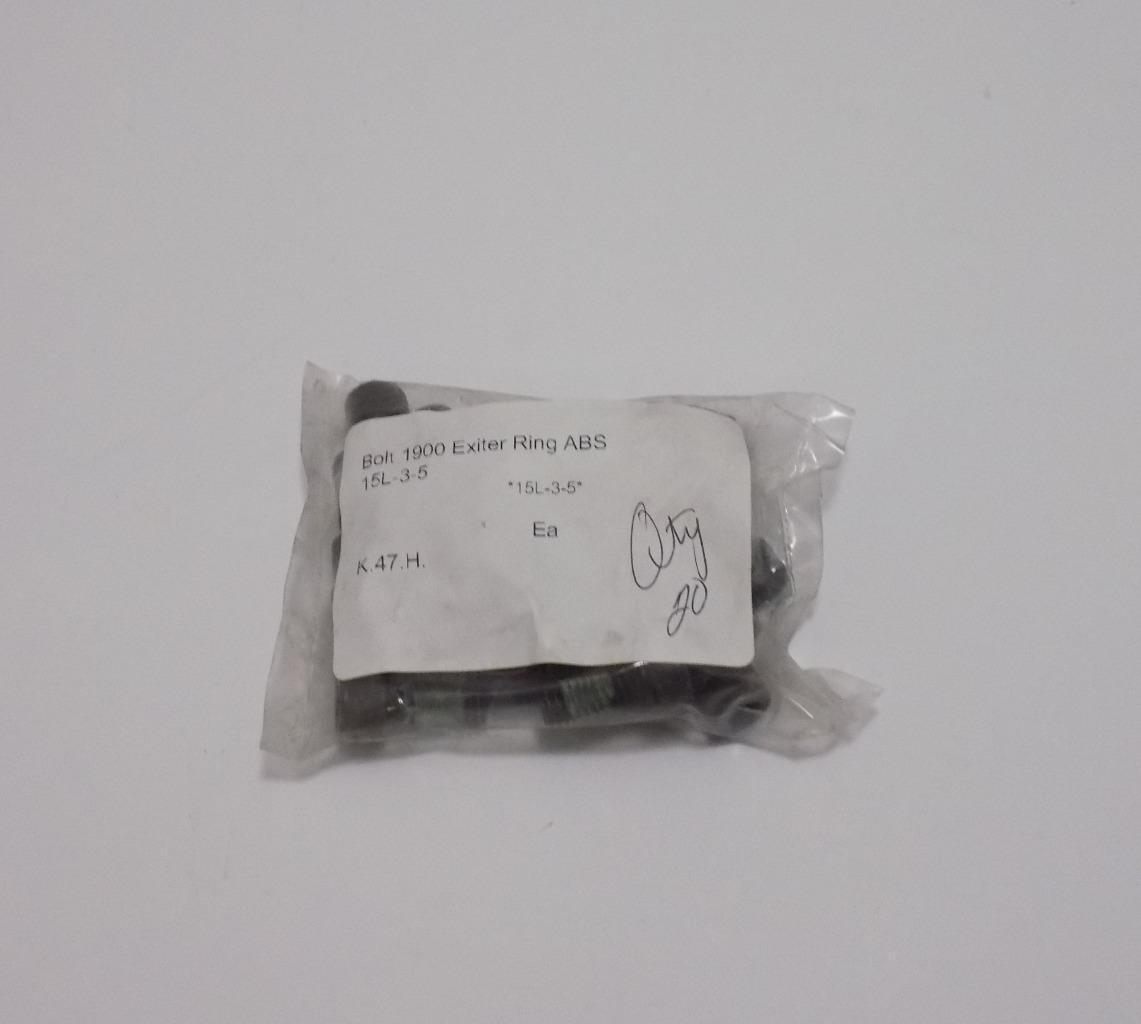 Bolt 1900 Exiter Ring ABS
15L-3-5
*15L-3-5*
Ea
K.47.H.
Qty
20